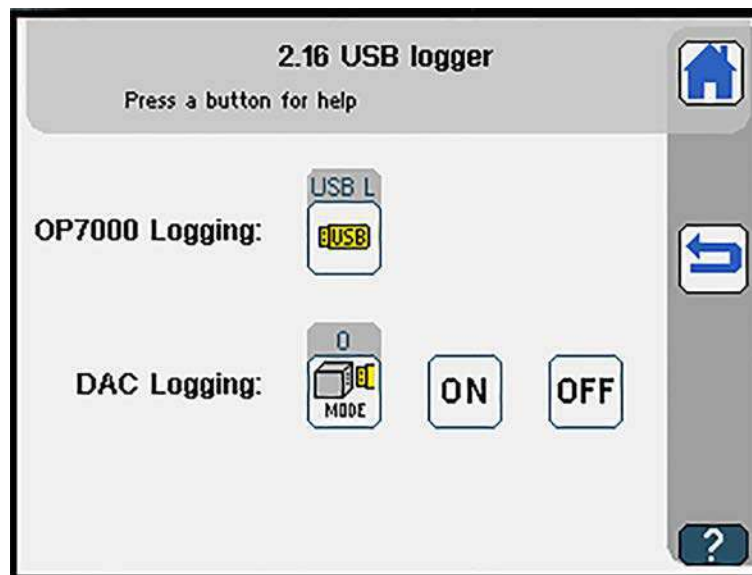 2.16 USB logger
Press a button for help
USB L
OP7000 Logging:
USB
0
DAC Logging:
MODE
ON
OFF
?